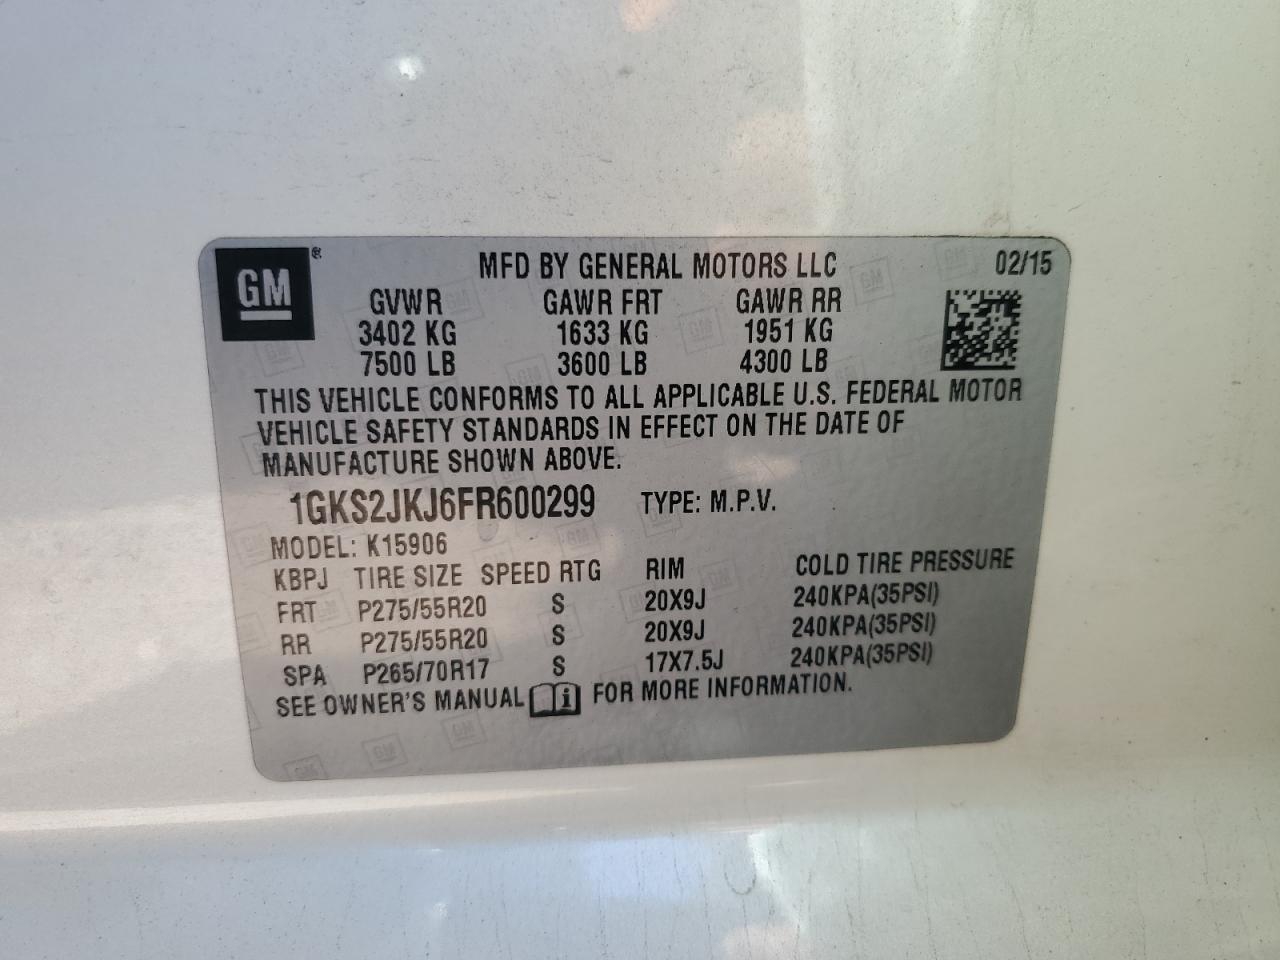 GM ® MFD BY GENERAL MOTORS LLC 02/15
GVWR GAWR FRT GAWR RR
3402 KG 1633 KG 1951 KG
7500 LB 3600 LB 4300 LB
THIS VEHICLE CONFORMS TO ALL APPLICABLE U.S. FEDERAL MOTOR
VEHICLE SAFETY STANDARDS IN EFFECT ON THE DATE OF
MANUFACTURE SHOWN ABOVE.
1GKS2JKJ6FR600299 TYPE: M.P.V.
MODEL: K15906
KBPJ TIRE SIZE SPEED RTG RIM COLD TIRE PRESSURE
FRT P275/55R20 S 20X9J 240KPA(35PSI)
RR P275/55R20 S 20X9J 240KPA(35PSI)
SPA P265/70R17 S 17X7.5J 240KPA(35PSI)
SEE OWNER'S MANUAL i FOR MORE INFORMATION.